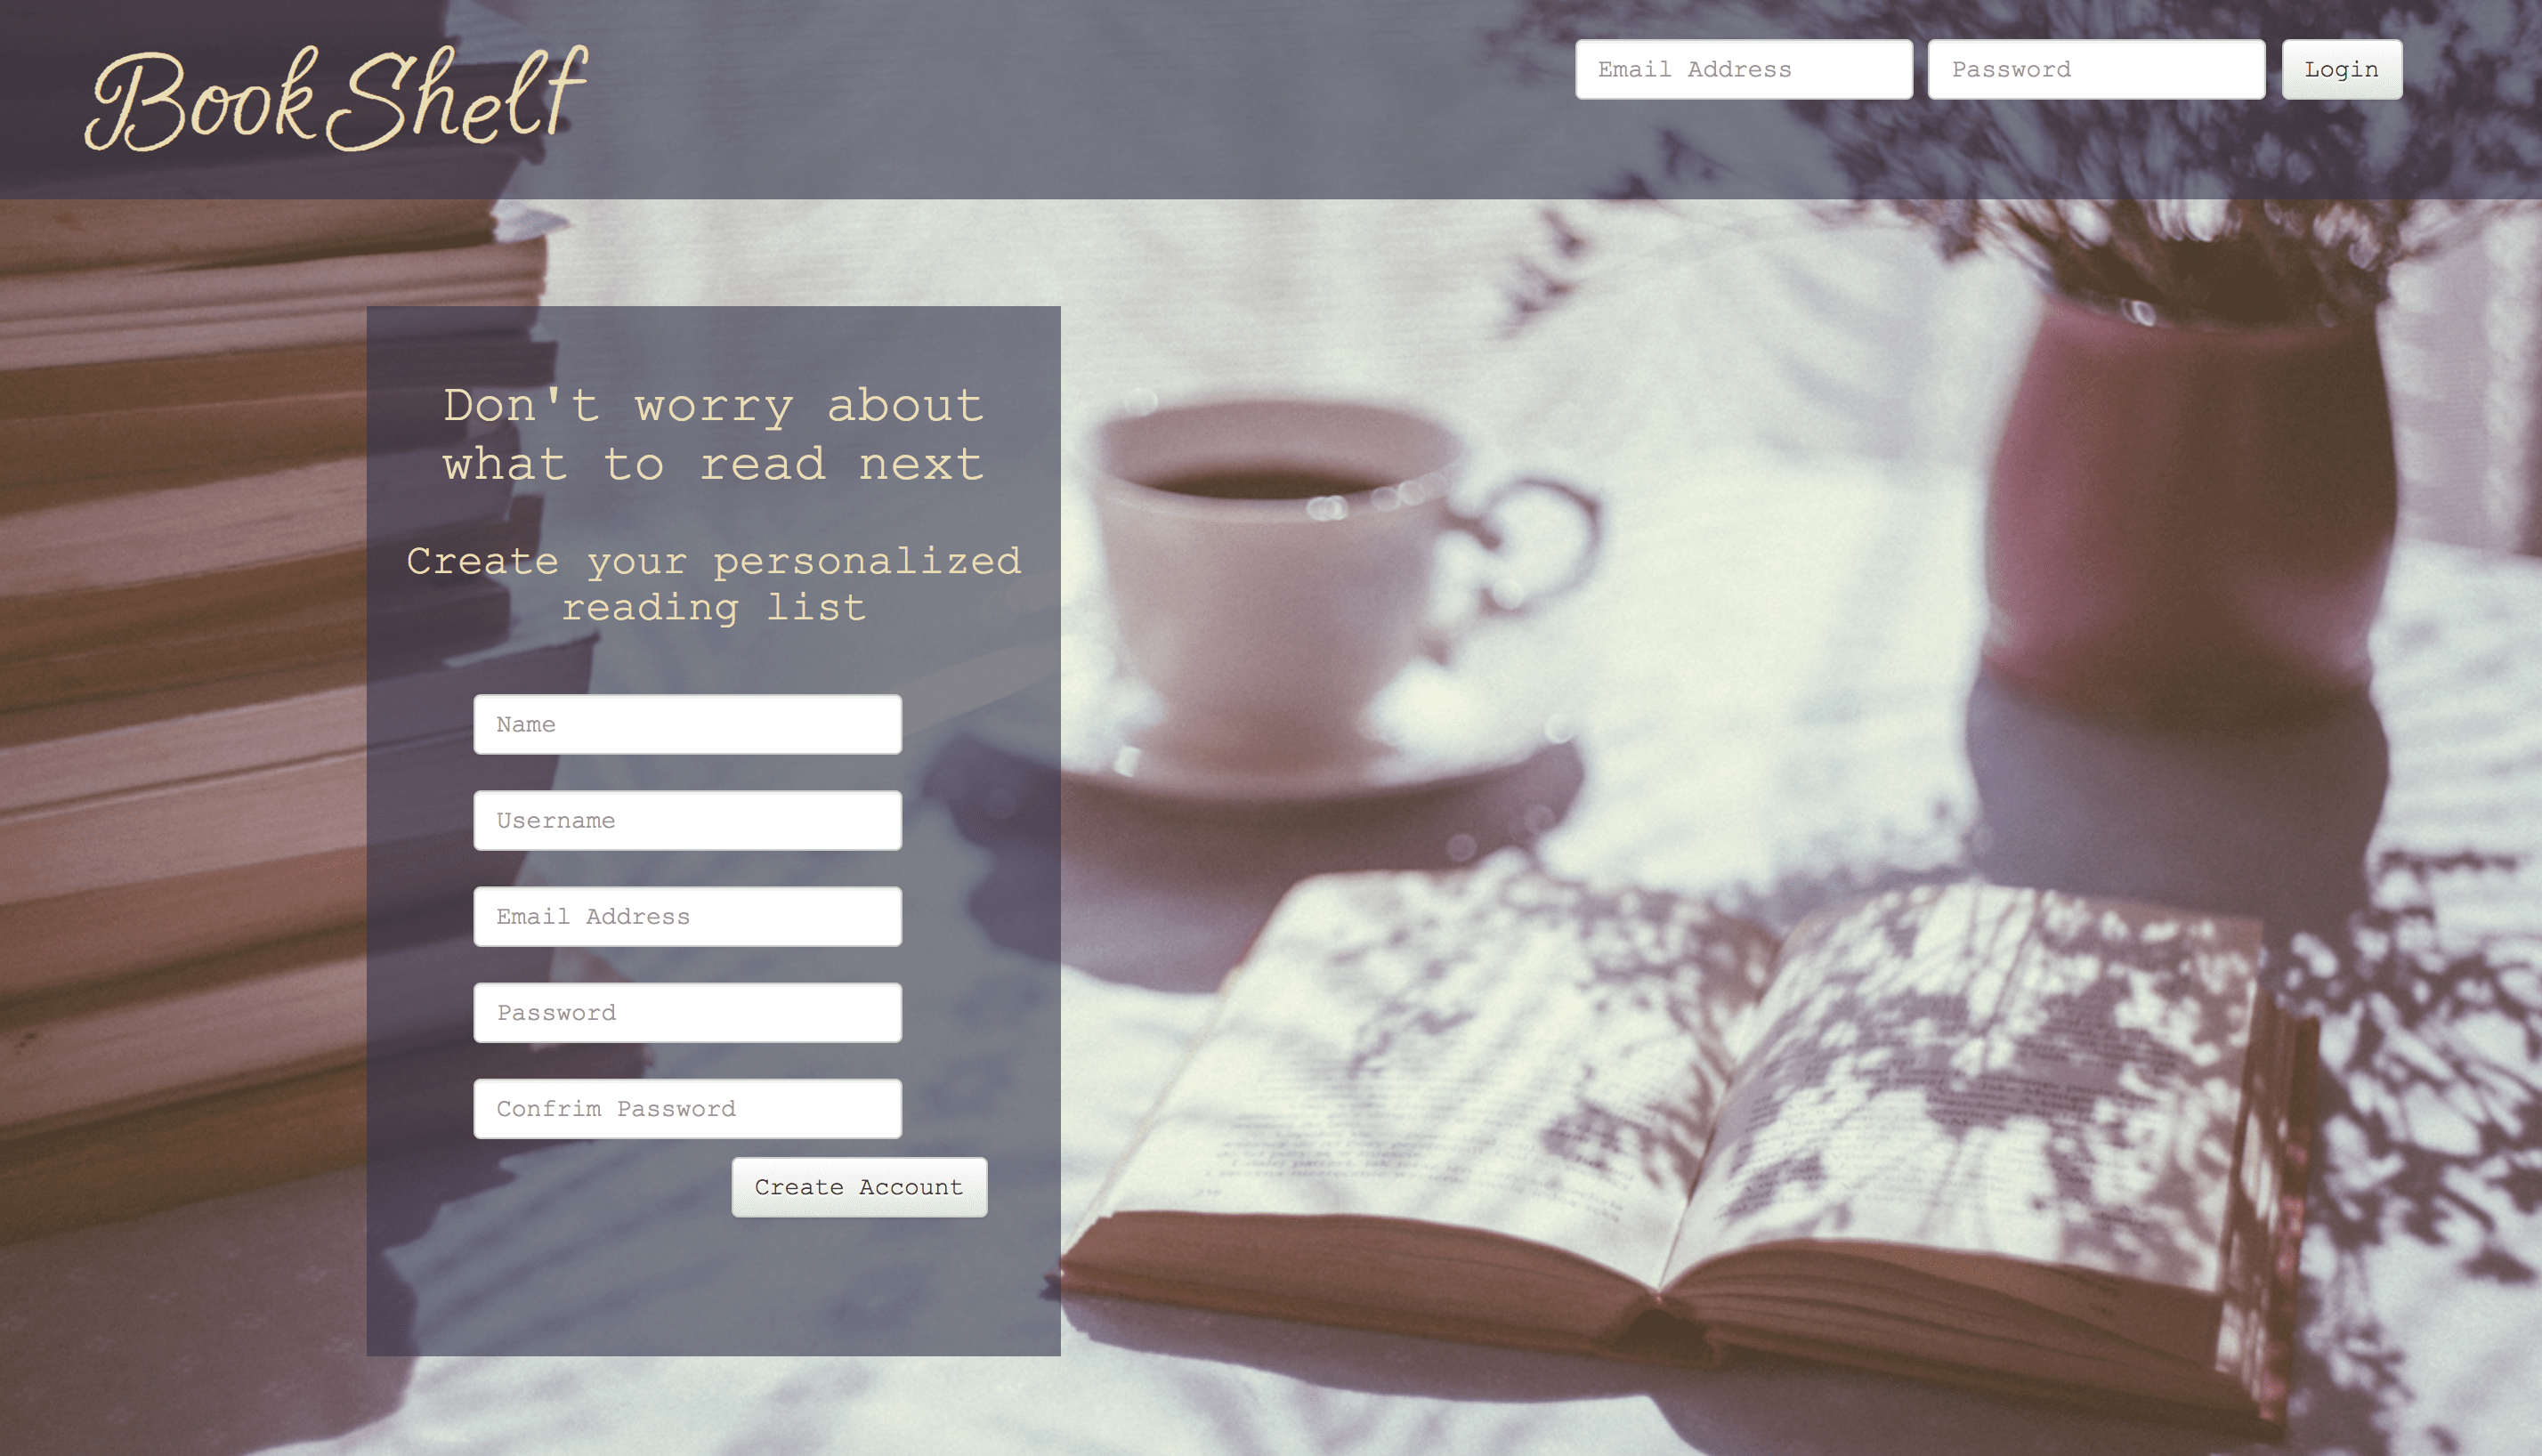 BookShelf
Email Address
Password
Login
Don't worry about
what to read next
Create your personalized
reading list
Name
Username
Email Address
Password
Confrim Password
Create Account